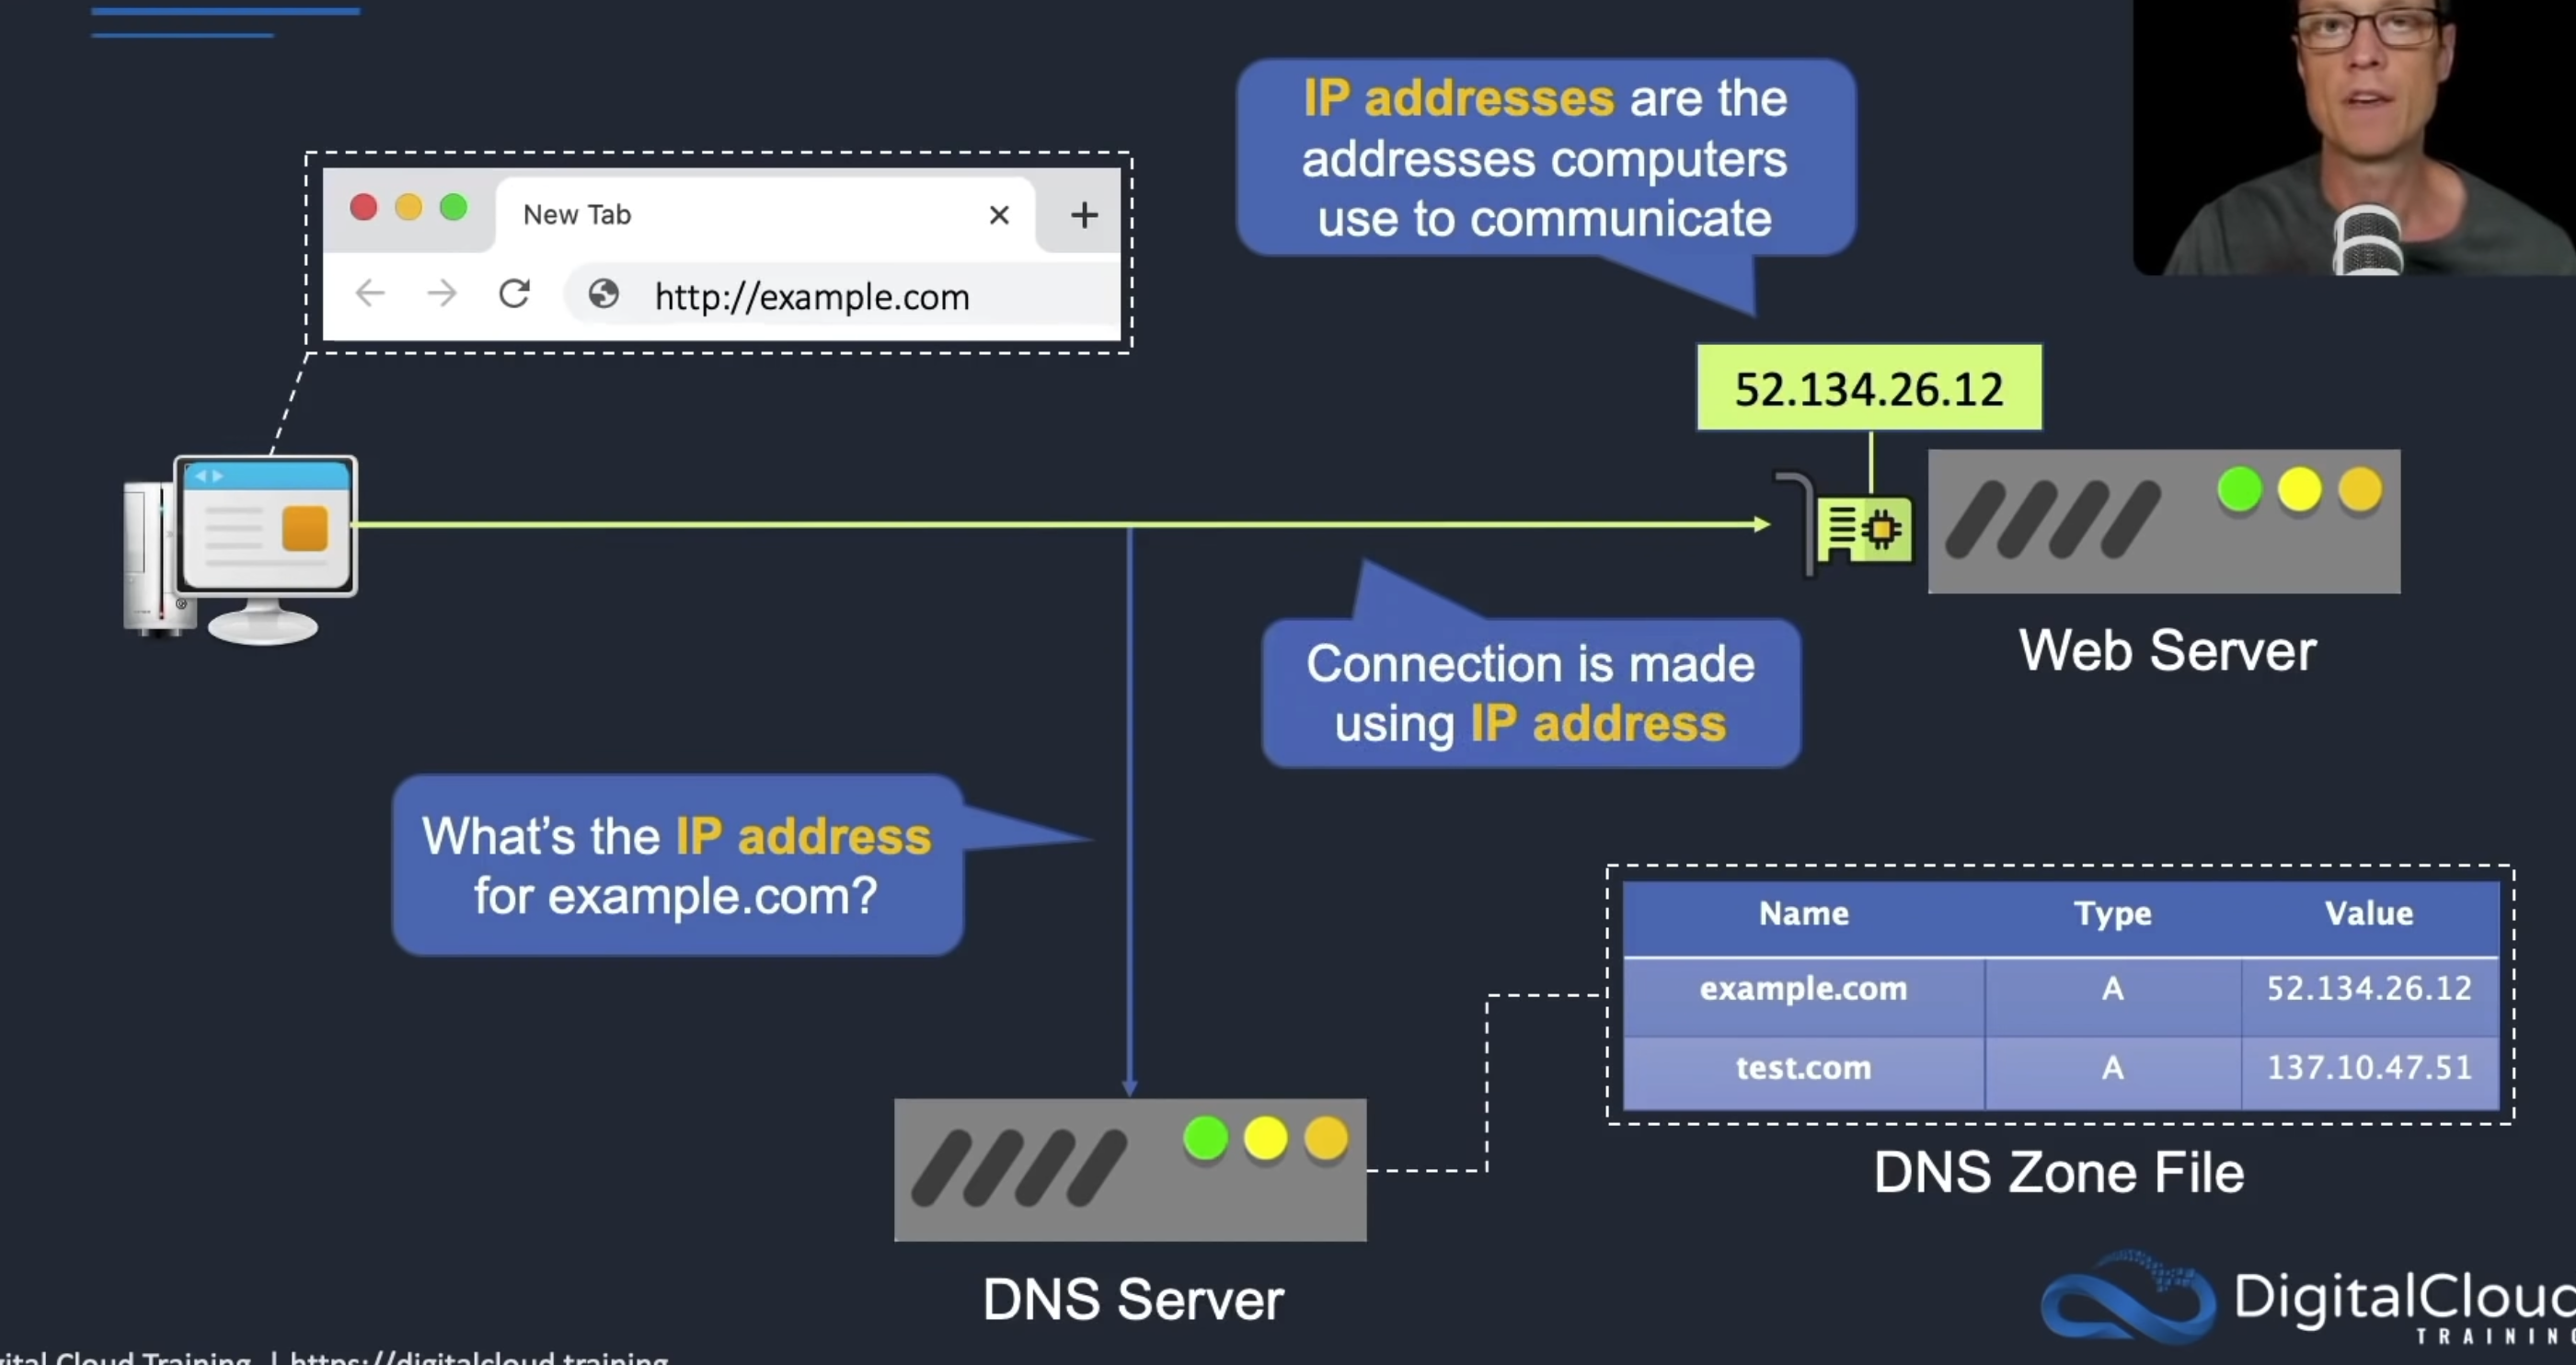 IP addresses are the
addresses computers
use to communicate
New Tab
http://example.com
52.134.26.12
Web Server
Connection is made
using IP address
What's the IP address
for example.com?
Name Type Value
example.com A 52.134.26.12
test.com A 137.10.47.51
DNS Zone File
DNS Server
DigitalCloud
TRAINING
gital Cloud Training | https://digitalcloud.training